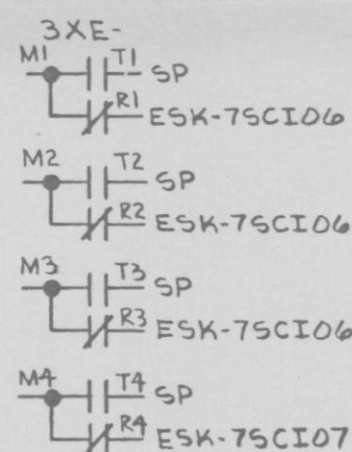 3XE-
M1 T1 SP
R1 ESK-7SCI06
M2 T2 SP
R2 ESK-7SCI06
M3 T3 SP
R3 ESK-7SCI06
M4 T4 SP
R4 ESK-7SCI07